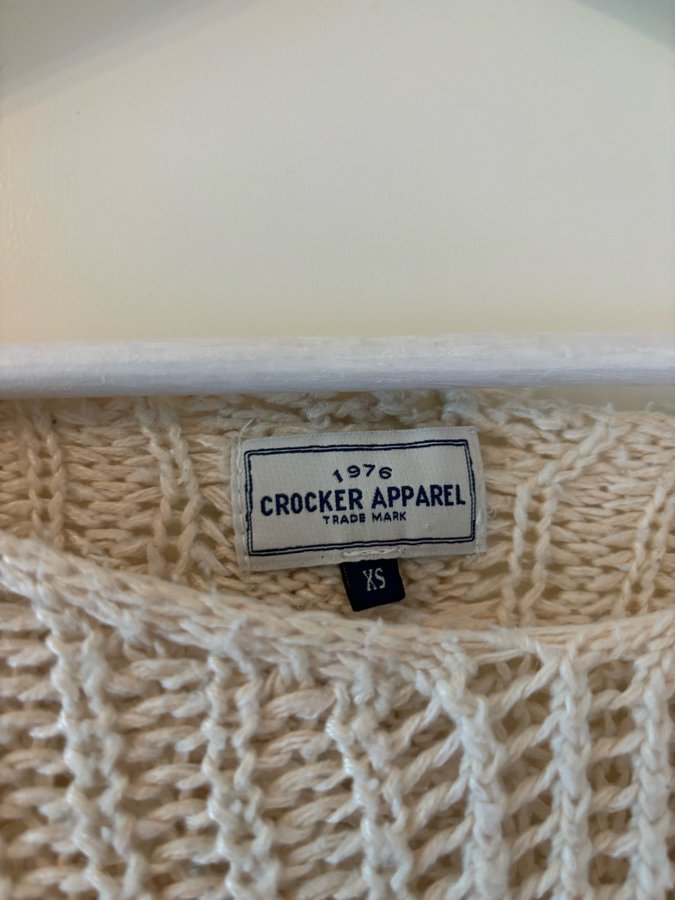 1976
CROCKER APPAREL
TRADE MARK
XS